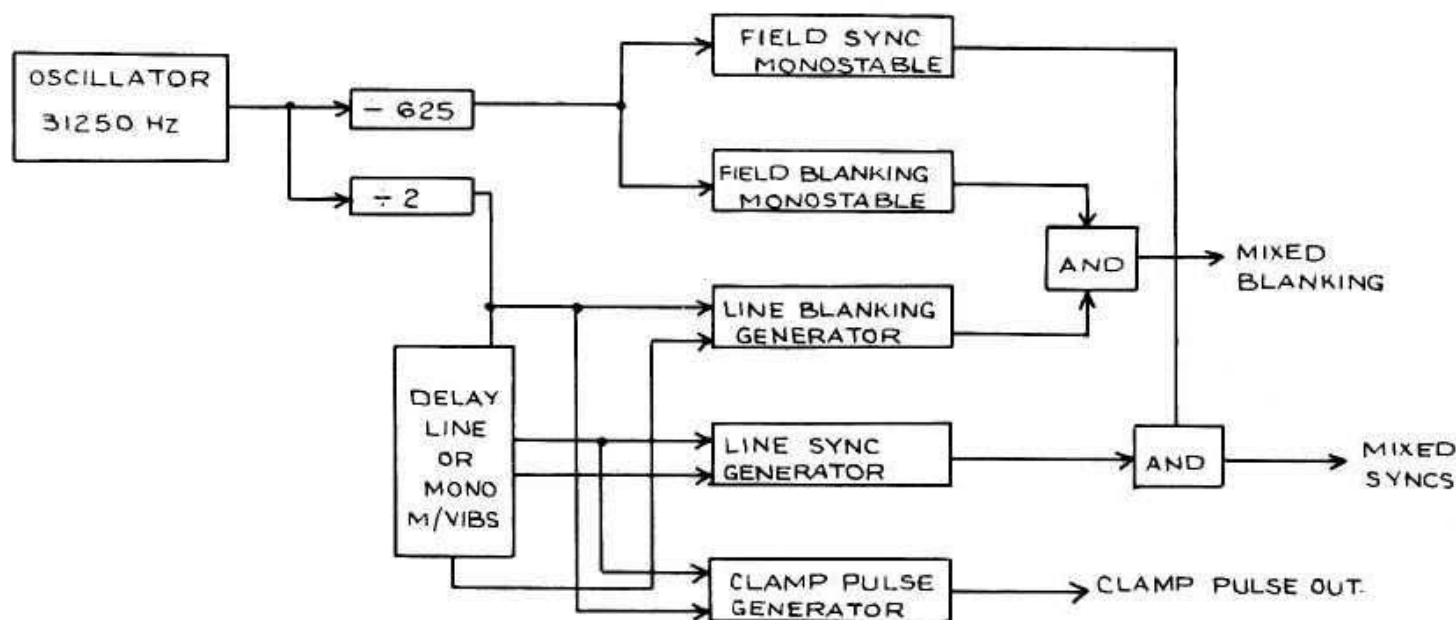 OSCILLATOR
31250 HZ
- 625
÷ 2
FIELD SYNC
MONOSTABLE
FIELD BLANKING
MONOSTABLE
AND
MIXED
BLANKING
LINE BLANKING
GENERATOR
DELAY
LINE
OR
MONO
M/VIBS
LINE SYNC
GENERATOR
AND
MIXED
SYNCS
CLAMP PULSE
GENERATOR
CLAMP PULSE OUT.